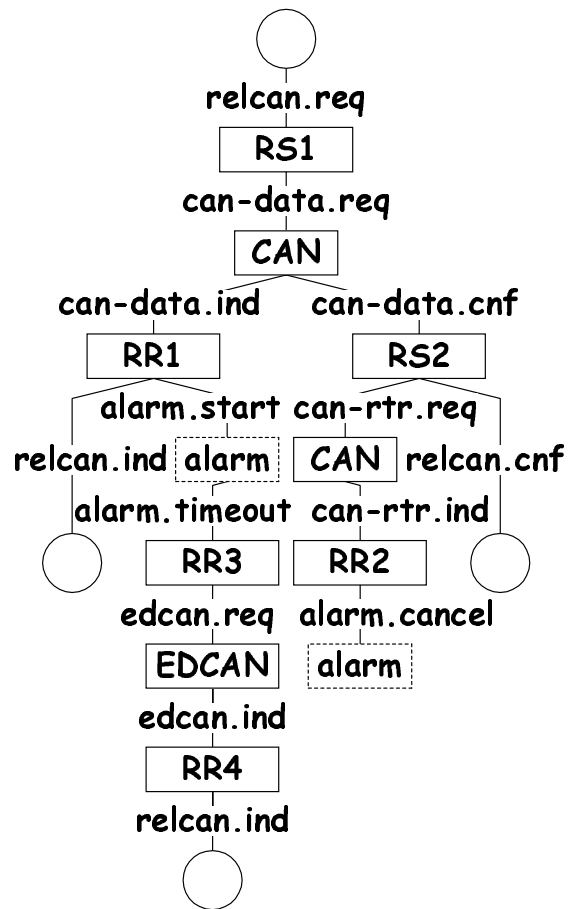 relcan.req
RS1
can-data.req
CAN
can-data.ind can-data.cnf
RR1 RS2
alarm.start can-rtr.req
relcan.ind alarm CAN relcan.cnf
alarm.timeout can-rtr.ind
RR3 RR2
edcan.req alarm.cancel
EDCAN alarm
edcan.ind
RR4
relcan.ind